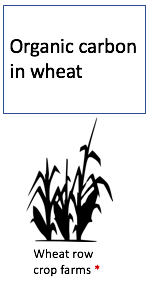 Organic carbon
in wheat
Wheat row
crop farms *